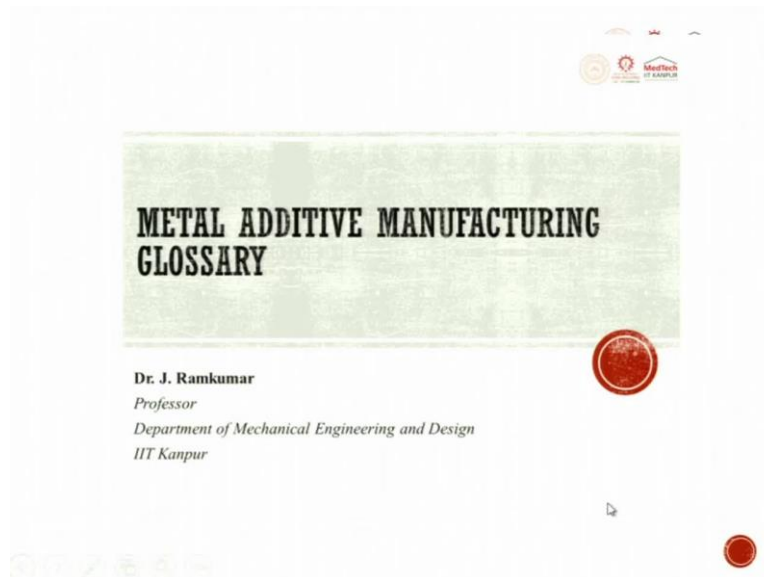 MedTech
IIT KANPUR
METAL ADDITIVE MANUFACTURING
GLOSSARY
Dr. J. Ramkumar
Professor
Department of Mechanical Engineering and Design
IIT Kanpur